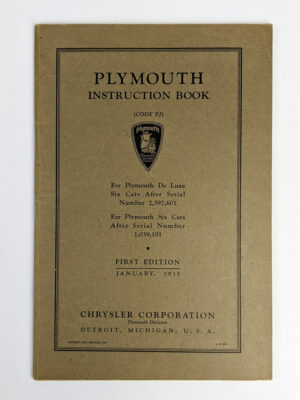 PLYMOUTH
INSTRUCTION BOOK
(CODE PJ)
Plymouth
For Plymouth De Luxe
Six Cars After Serial
Number 2,397,601
For Plymouth Six Cars
After Serial Number
1,039,101
FIRST EDITION
JANUARY, 1935
CHRYSLER CORPORATION
Plymouth Division
DETROIT, MICHIGAN, U. S. A.